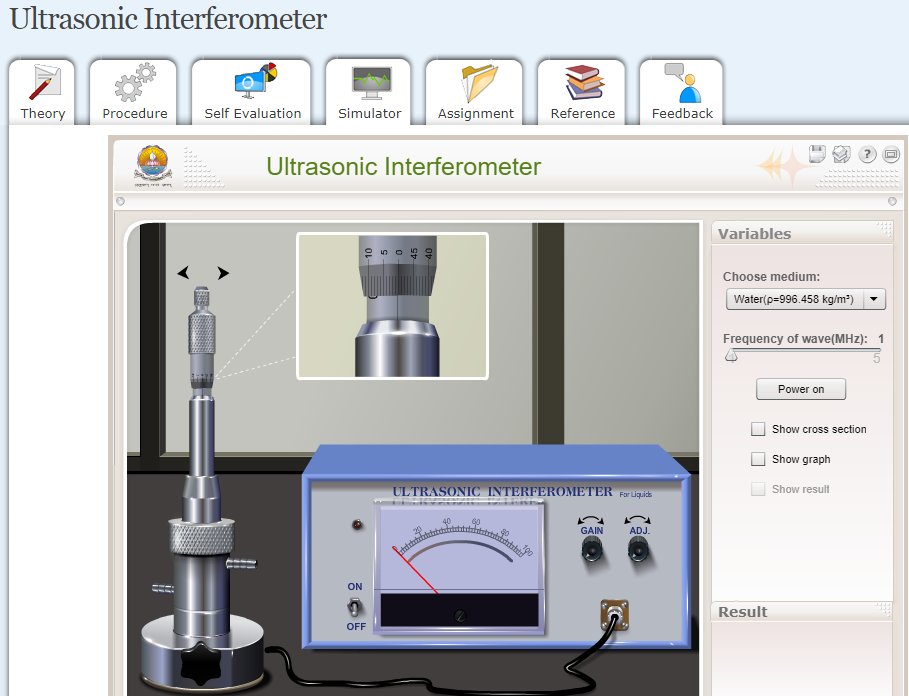 Ultrasonic Interferometer
Theory
Procedure
Self Evaluation
Simulator
Assignment
Reference
Feedback
Ultrasonic Interferometer
?
10 5 0 45 40
Variables
Choose medium:
Water(ρ=996.458 kg/m³)
Frequency of wave(MHz): 1
5
Power on
Show cross section
Show graph
Show result
ULTRASONIC INTERFEROMETER For Liquids
0 20 40 60 80 100
GAIN ADJ.
ON
OFF
Result